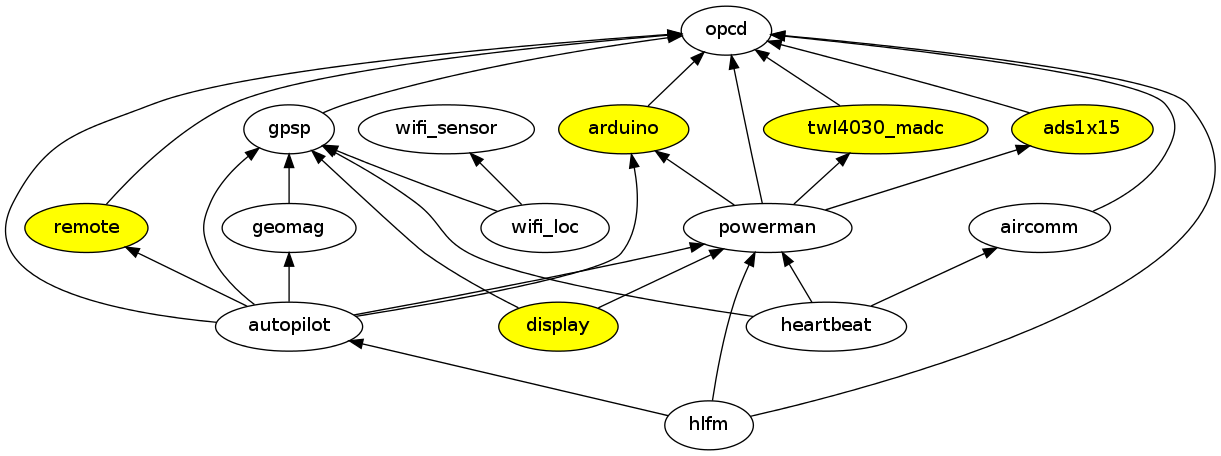 opcd
gpsp
wifi_sensor
arduino
twl4030_madc
ads1x15
remote
geomag
wifi_loc
powerman
aircomm
autopilot
display
heartbeat
hlfm